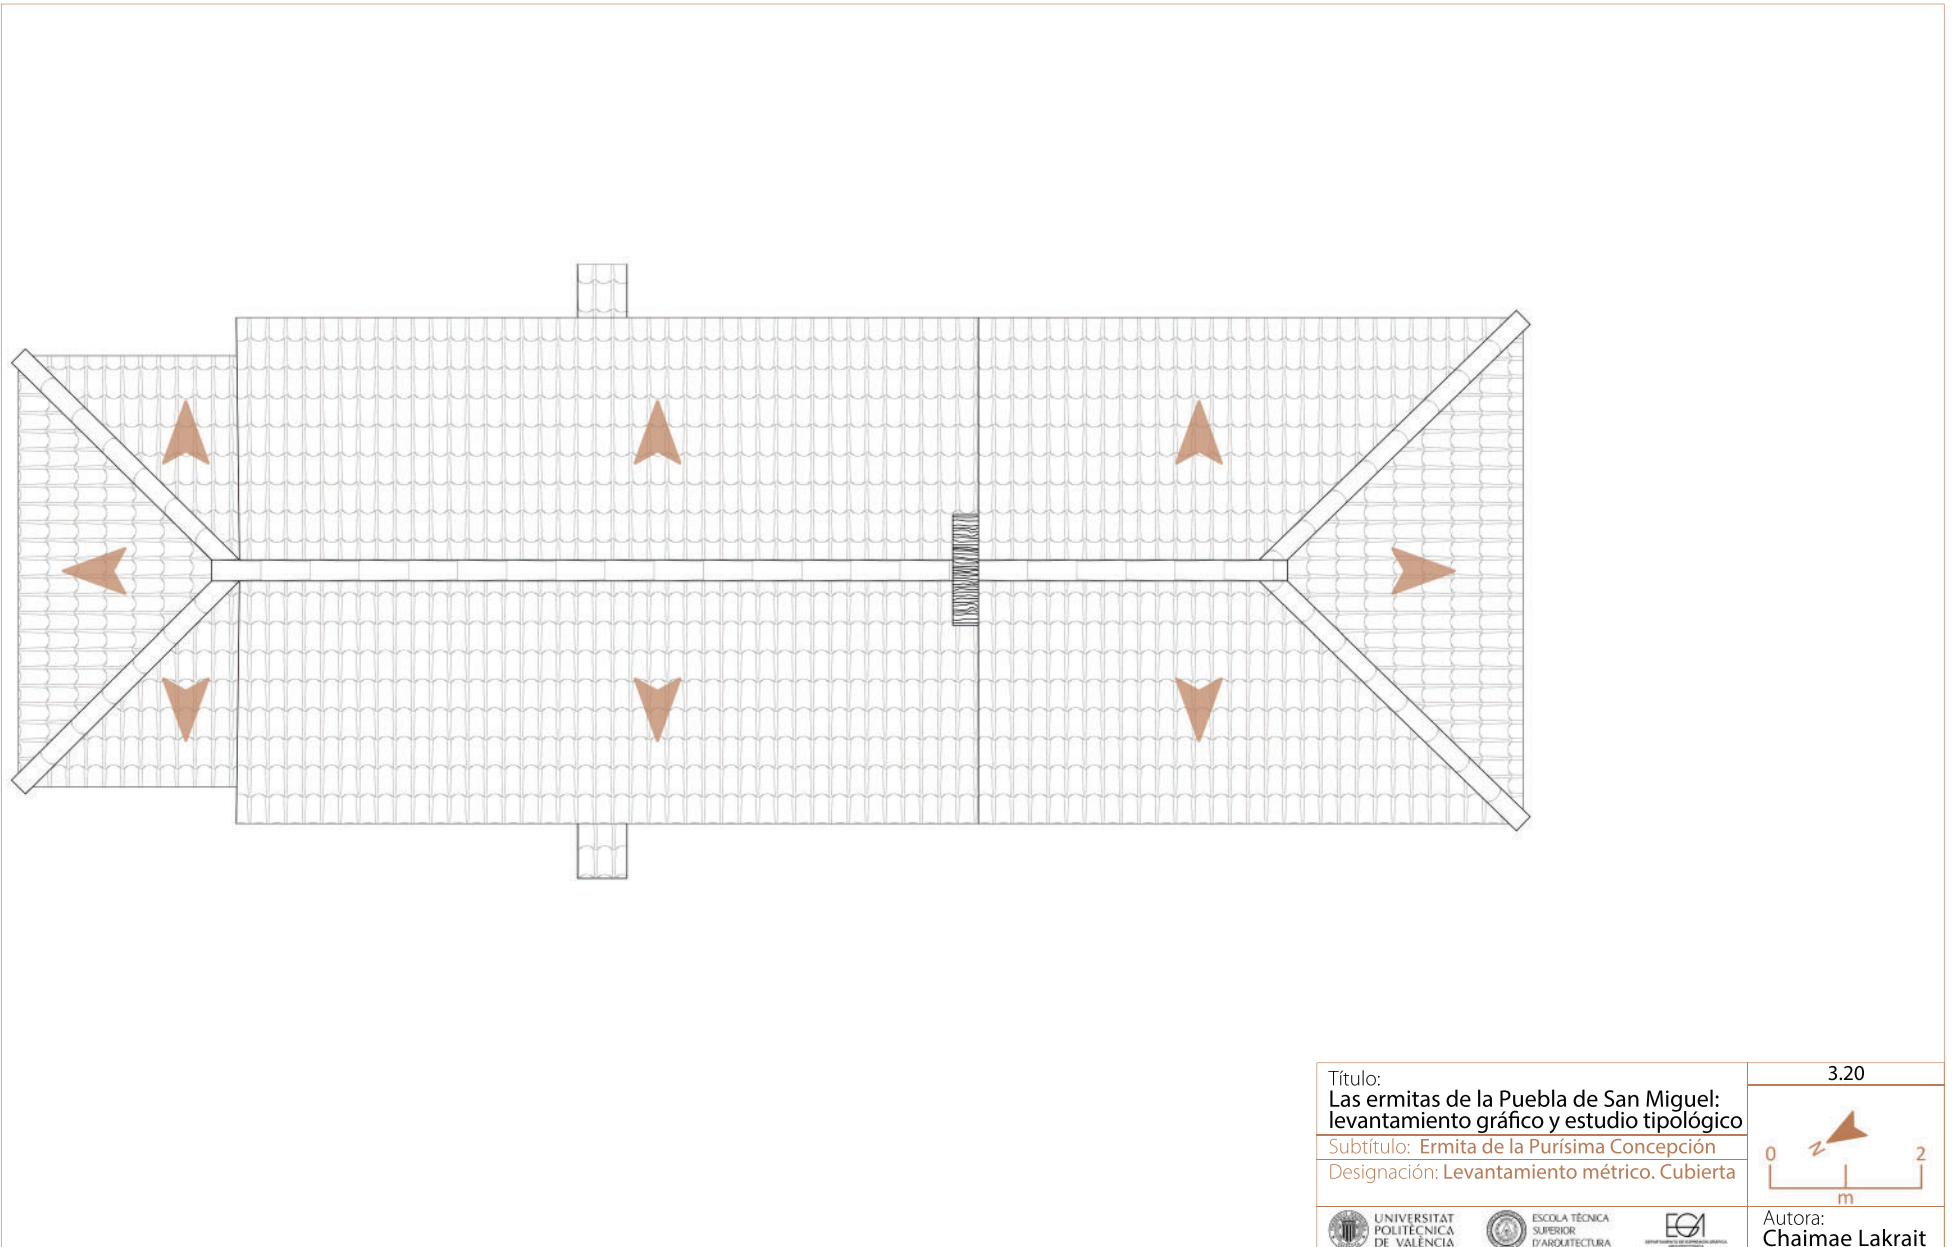 Título:
Las ermitas de la Puebla de San Miguel:
levantamiento gráfico y estudio tipológico
Subtítulo: Ermita de la Purísima Concepción
Designación: Levantamiento métrico. Cubierta
3.20
N
0 2
m
UNIVERSITAT
POLITÈCNICA
DE VALÈNCIA
ESCOLA TÈCNICA
SUPERIOR
D'ARQUITECTURA
EGA
Autora:
Chaimae Lakrait